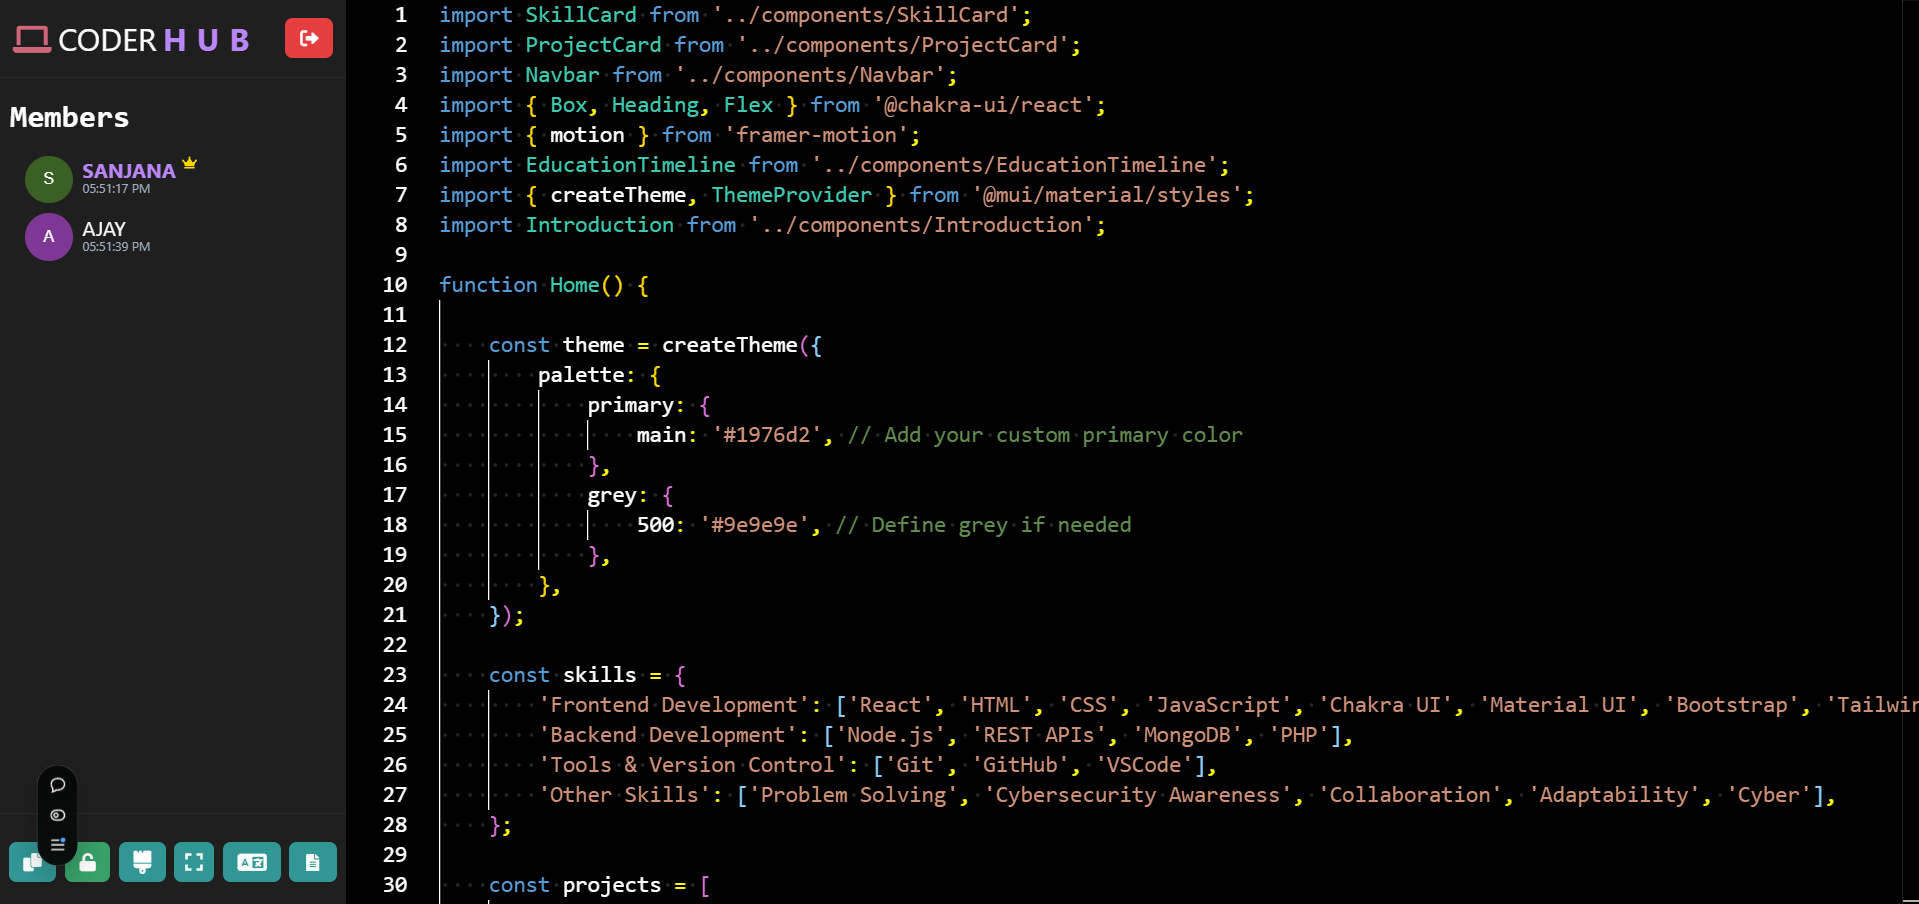 CODER HUB
Members
S
SANJANA
05:51:17 PM
A
AJAY
05:51:39 PM
1 import SkillCard from '../components/SkillCard';
2 import ProjectCard from '../components/ProjectCard';
3 import Navbar from '../components/Navbar';
4 import { Box, Heading, Flex } from '@chakra-ui/react';
5 import { motion } from 'framer-motion';
6 import EducationTimeline from '../components/EducationTimeline';
7 import { createTheme, ThemeProvider } from '@mui/material/styles';
8 import Introduction from '../components/Introduction';
9
10 function Home() {
11
12     const theme = createTheme({
13         palette: {
14             primary: {
15                 main: '#1976d2', // Add your custom primary color
16             },
17             grey: {
18                 500: '#9e9e9e', // Define grey if needed
19             },
20         },
21     });
22
23     const skills = {
24         'Frontend Development': ['React', 'HTML', 'CSS', 'JavaScript', 'Chakra UI', 'Material UI', 'Bootstrap', 'Tailwin
25         'Backend Development': ['Node.js', 'REST APIs', 'MongoDB', 'PHP'],
26         'Tools & Version Control': ['Git', 'GitHub', 'VSCode'],
27         'Other Skills': ['Problem Solving', 'Cybersecurity Awareness', 'Collaboration', 'Adaptability', 'Cyber'],
28     };
29
30     const projects = [